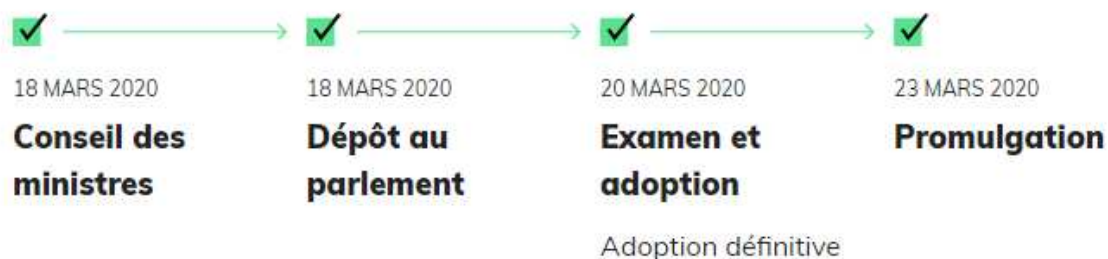 18 MARS 2020
Conseil des
ministres
18 MARS 2020
Dépôt au
parlement
20 MARS 2020
Examen et
adoption
Adoption définitive
23 MARS 2020
Promulgation